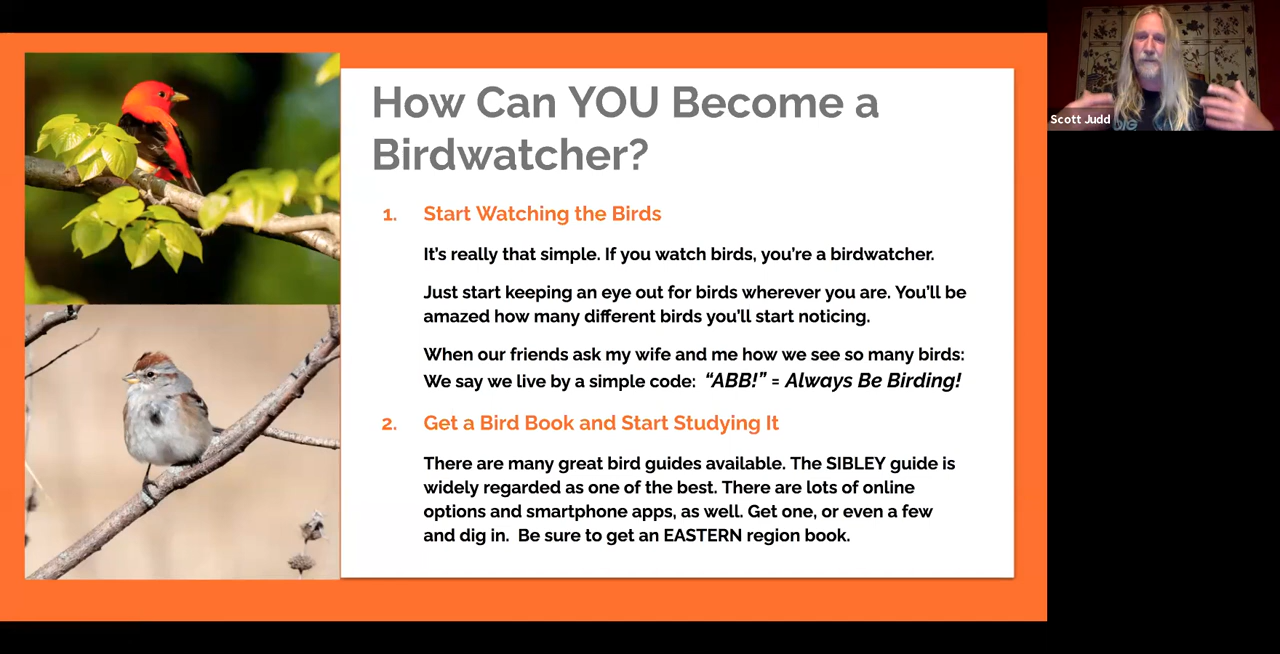 How Can YOU Become a
Birdwatcher?
1. Start Watching the Birds
It's really that simple. If you watch birds, you're a birdwatcher.
Just start keeping an eye out for birds wherever you are. You'll be
amazed how many different birds you'll start noticing.
When our friends ask my wife and me how we see so many birds:
We say we live by a simple code: “ABB!” = Always Be Birding!
2. Get a Bird Book and Start Studying It
There are many great bird guides available. The SIBLEY guide is
widely regarded as one of the best. There are lots of online
options and smartphone apps, as well. Get one, or even a few
and dig in. Be sure to get an EASTERN region book.
Scott Judd